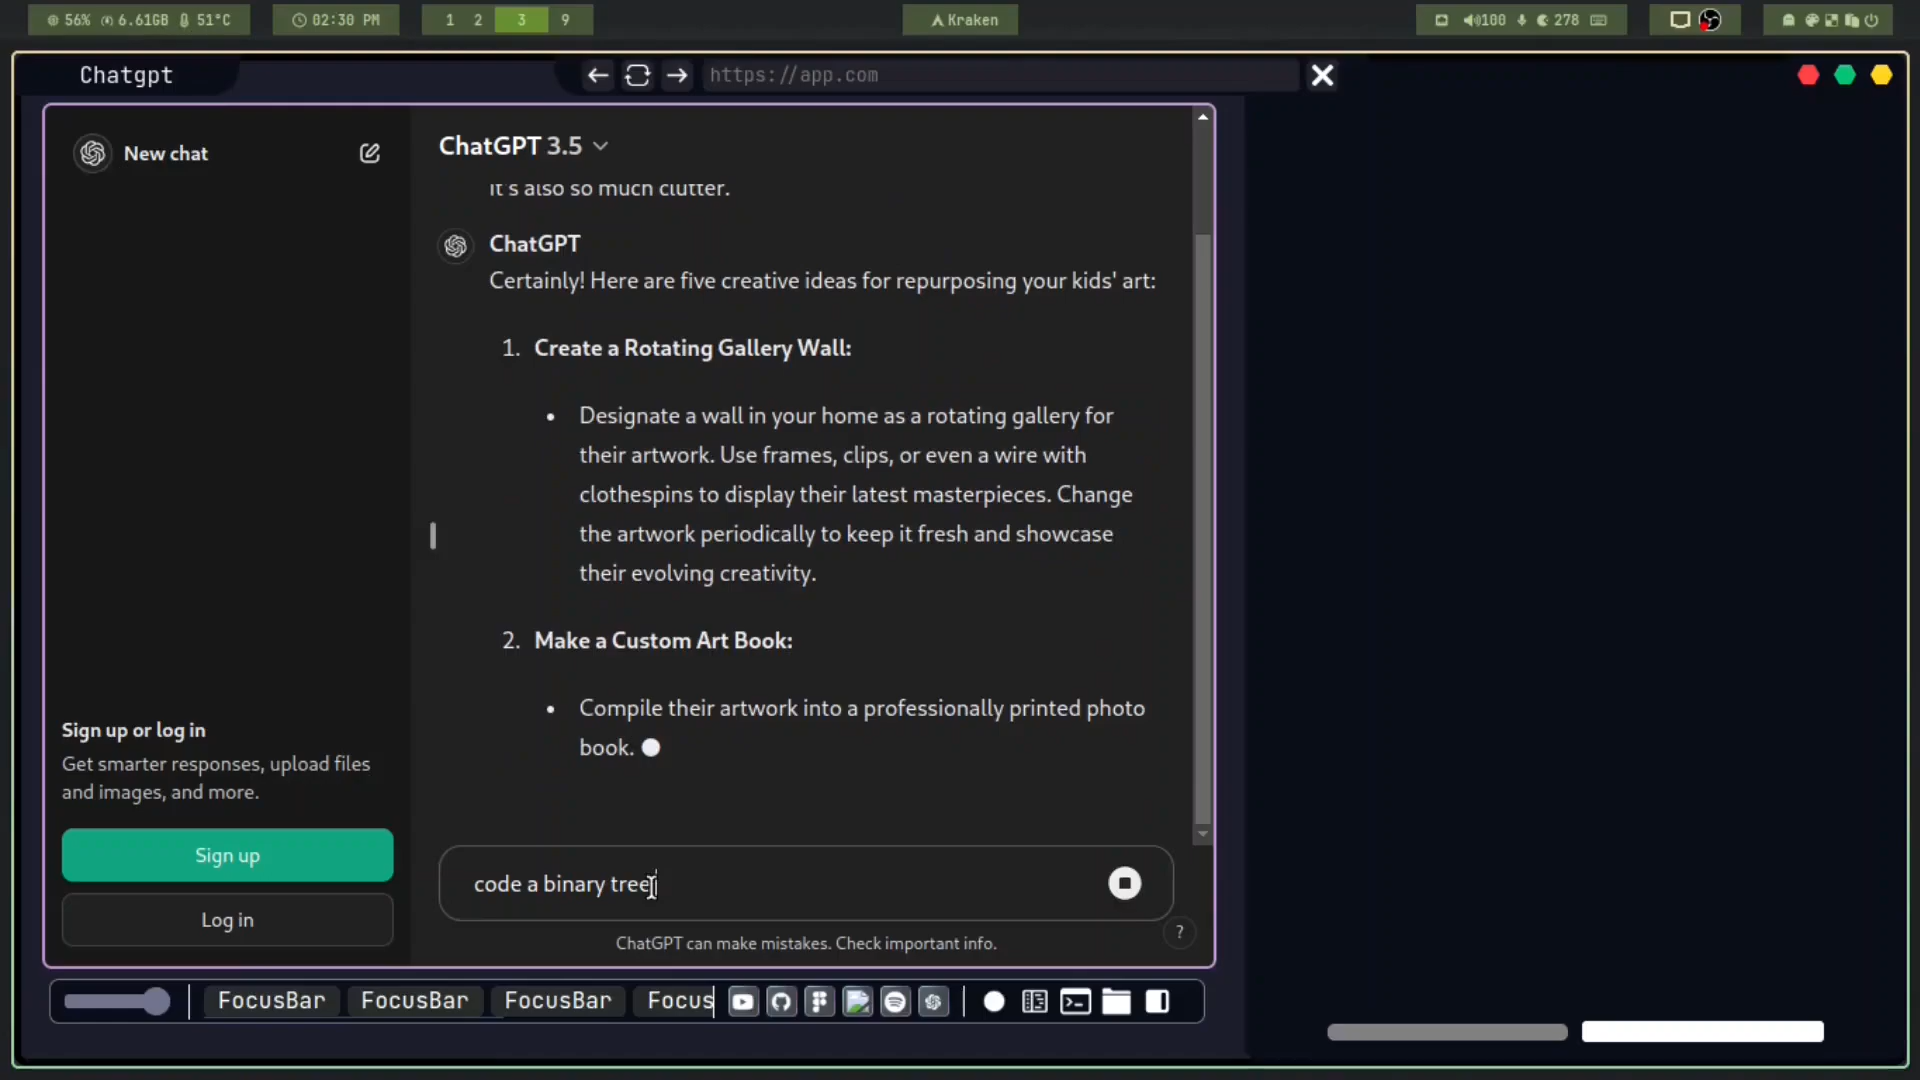 56% 6.61GB 51°C
02:30 PM
1 2 3 9
Kraken
100 278
Chatgpt
https://app.com
New chat
ChatGPT 3.5
it's also so much clutter.
ChatGPT
Certainly! Here are five creative ideas for repurposing your kids' art:
1. Create a Rotating Gallery Wall:
• Designate a wall in your home as a rotating gallery for
their artwork. Use frames, clips, or even a wire with
clothespins to display their latest masterpieces. Change
the artwork periodically to keep it fresh and showcase
their evolving creativity.
2. Make a Custom Art Book:
• Compile their artwork into a professionally printed photo
book.
Sign up or log in
Get smarter responses, upload files
and images, and more.
Sign up
Log in
code a binary tree
ChatGPT can make mistakes. Check important info.
?
FocusBar FocusBar FocusBar Focus